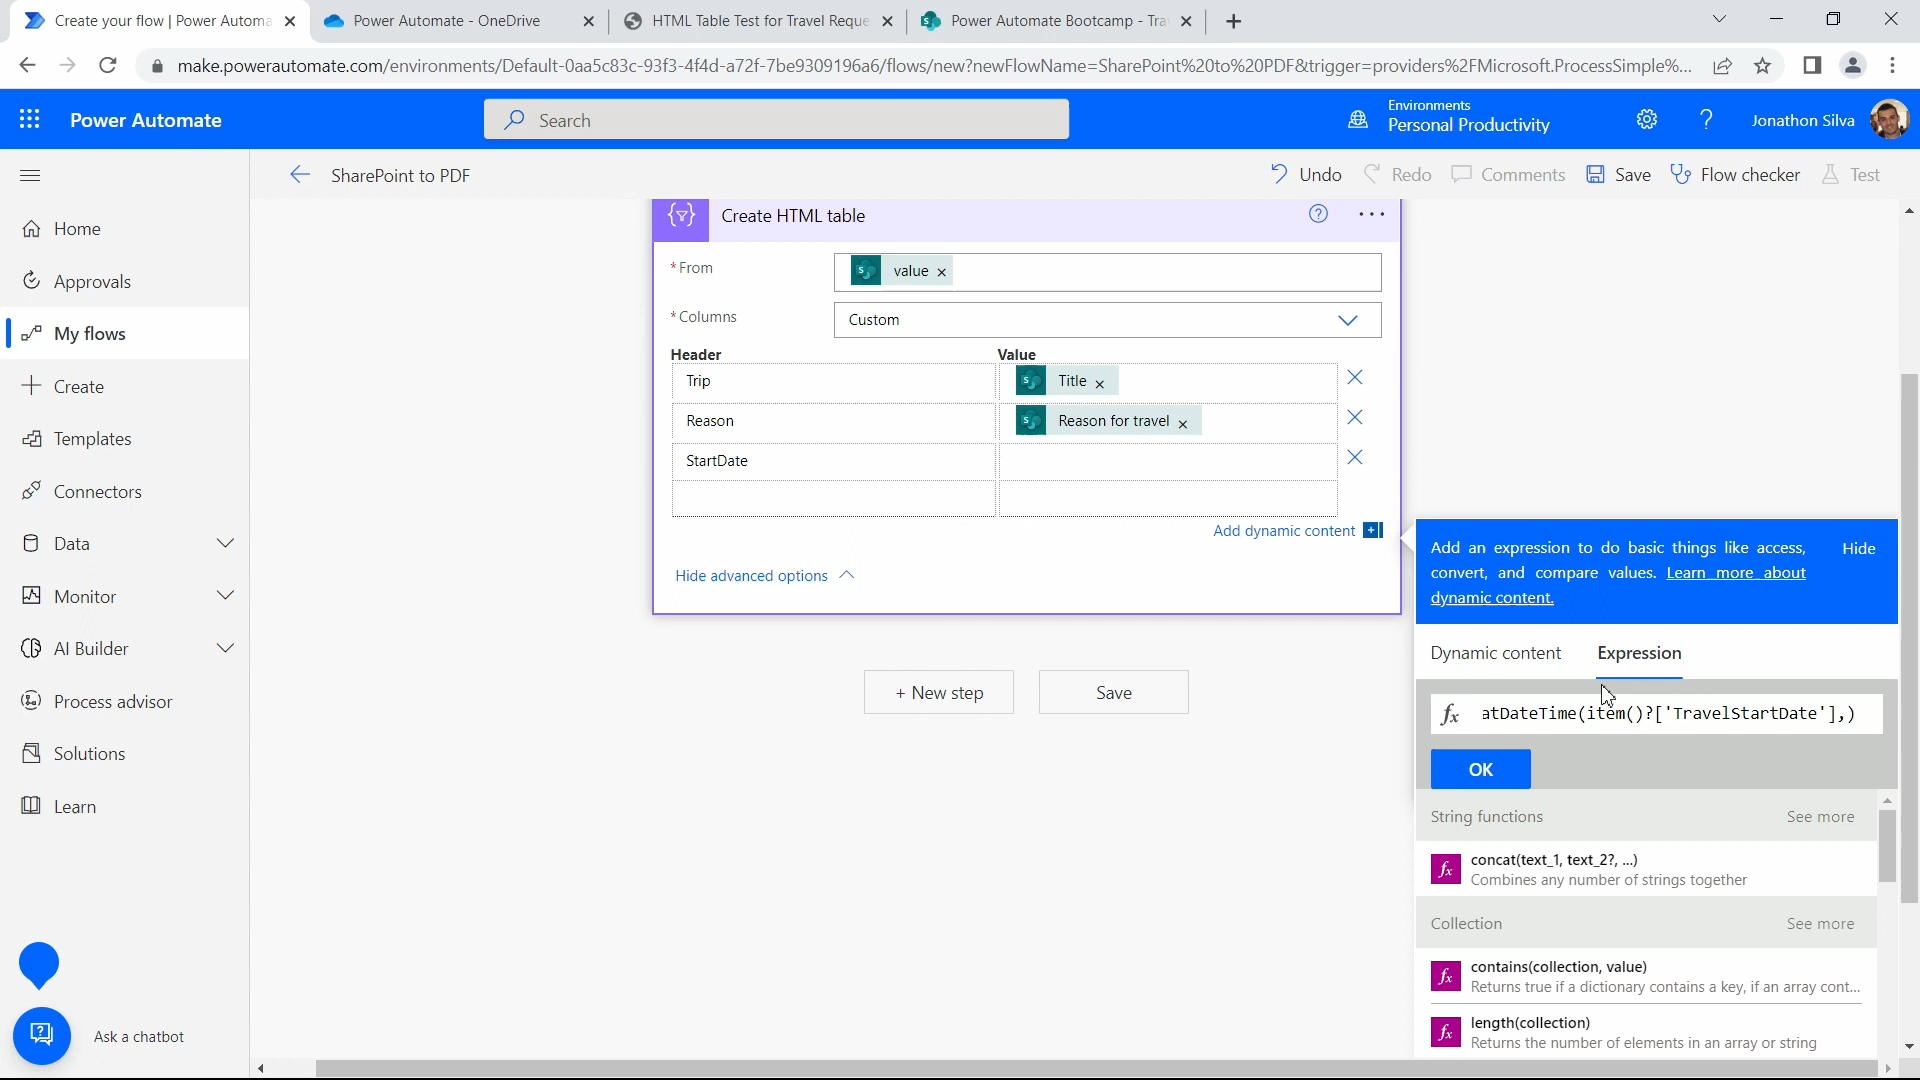 Create your flow | Power Automa
Power Automate - OneDrive
HTML Table Test for Travel Reque
Power Automate Bootcamp - Tra
make.powerautomate.com/environments/Default-0aa5c83c-93f3-4f4d-a72f-7be9309196a6/flows/new?newFlowName=SharePoint%20to%20PDF&trigger=providers%2FMicrosoft.ProcessSimple%...
Power Automate
Search
Environments
Personal Productivity
?
Jonathon Silva
SharePoint to PDF
Undo
Redo
Comments
Save
Flow checker
Test
Home
Approvals
My flows
Create
Templates
Connectors
Data
Monitor
AI Builder
Process advisor
Solutions
Learn
Ask a chatbot
Create HTML table
* From
value
* Columns
Custom
Header
Value
Trip
Title
Reason
Reason for travel
StartDate
Add dynamic content
Hide advanced options
+ New step
Save
Add an expression to do basic things like access,
convert, and compare values. Learn more about
dynamic content.
Hide
Dynamic content
Expression
fx
atDateTime(item()?['TravelStartDate'],)
OK
String functions
See more
fx
concat(text_1, text_2?, ...)
Combines any number of strings together
Collection
See more
fx
contains(collection, value)
Returns true if a dictionary contains a key, if an array cont...
fx
length(collection)
Returns the number of elements in an array or string